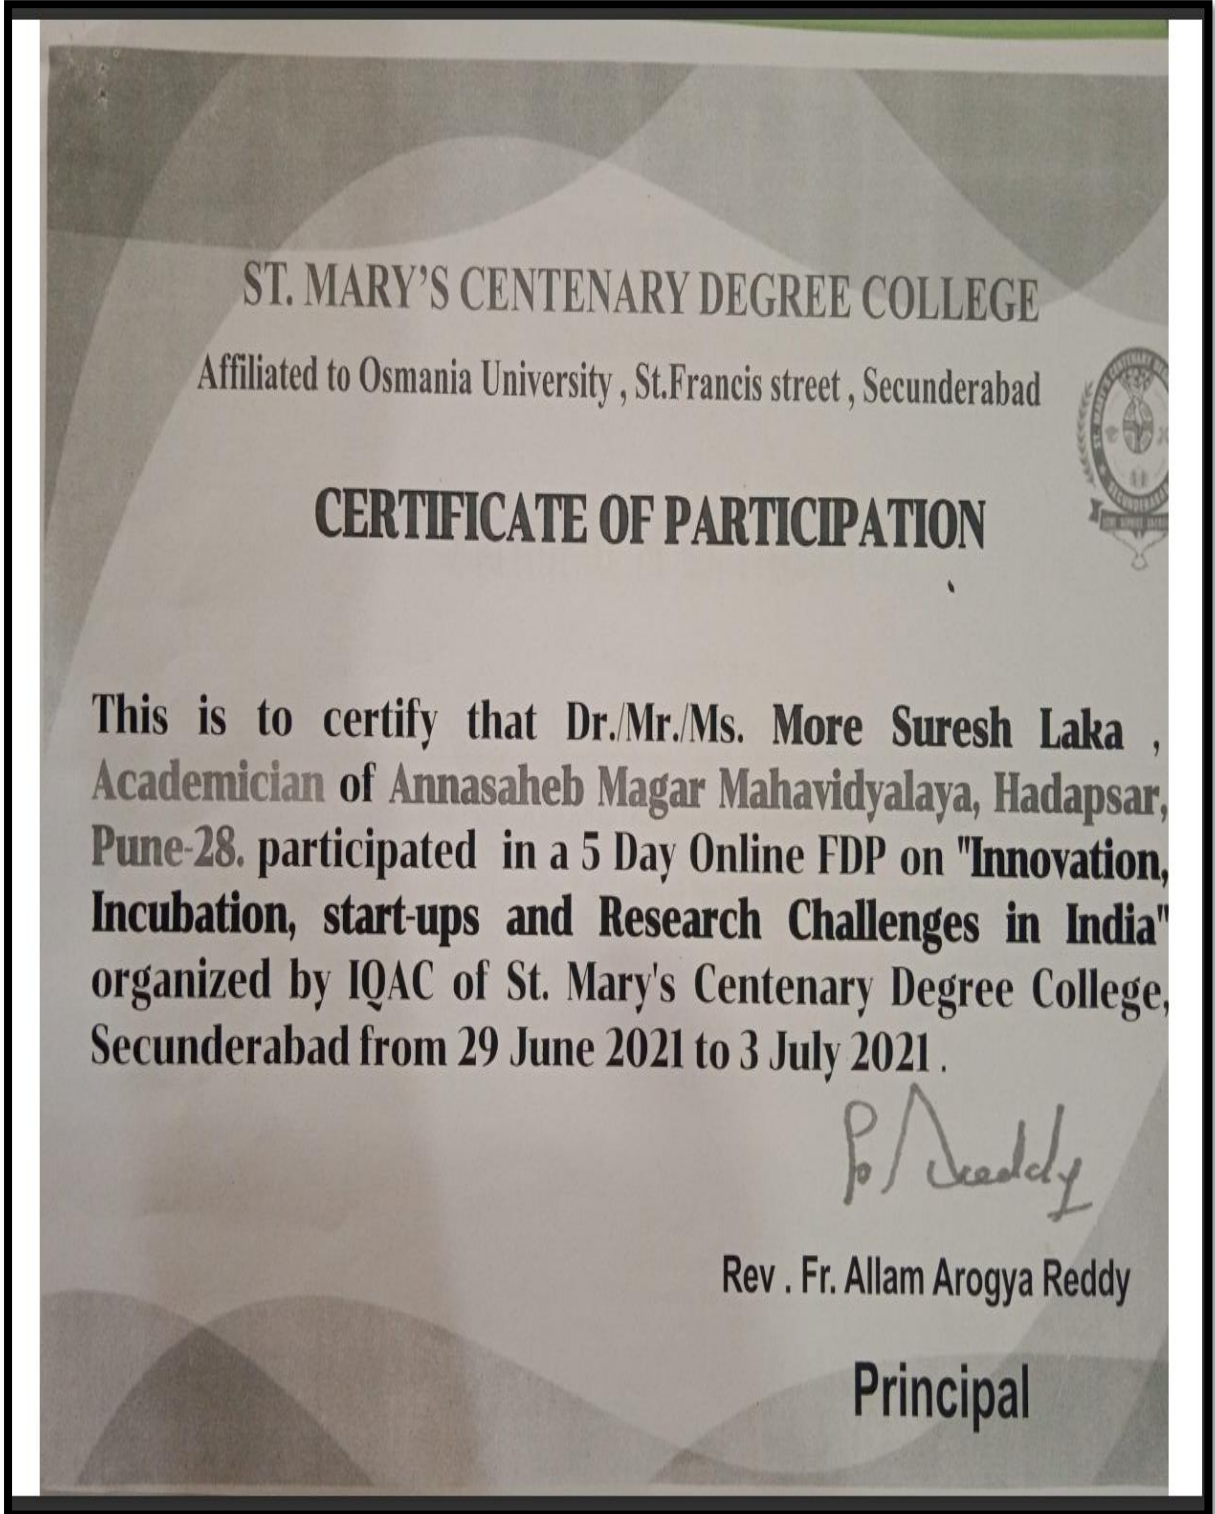 ST. MARY'S CENTENARY DEGREE COLLEGE
Affiliated to Osmania University , St.Francis street , Secunderabad
CERTIFICATE OF PARTICIPATION
This is to certify that Dr./Mr./Ms. More Suresh Laka ,
Academician of Annasaheb Magar Mahavidyalaya, Hadapsar,
Pune-28. participated in a 5 Day Online FDP on "Innovation,
Incubation, start-ups and Research Challenges in India"
organized by IQAC of St. Mary's Centenary Degree College,
Secunderabad from 29 June 2021 to 3 July 2021 .
Rev . Fr. Allam Arogya Reddy
Principal